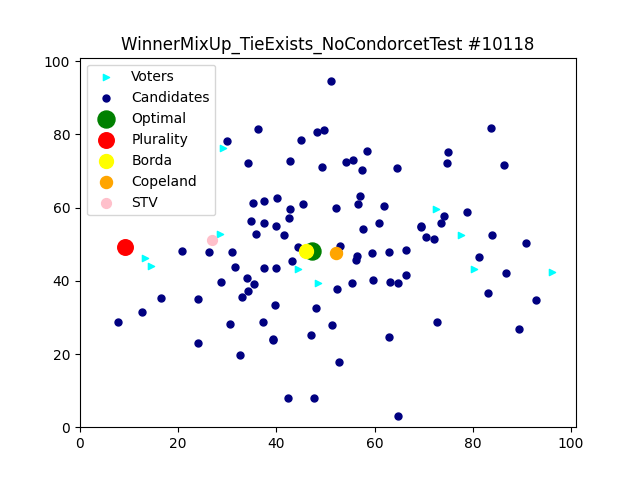 WinnerMixUp_TieExists_NoCondorcetTest #10118
100
80
60
40
20
0
Voters
Candidates
Optimal
Plurality
Borda
Copeland
STV
0 20 40 60 80 100